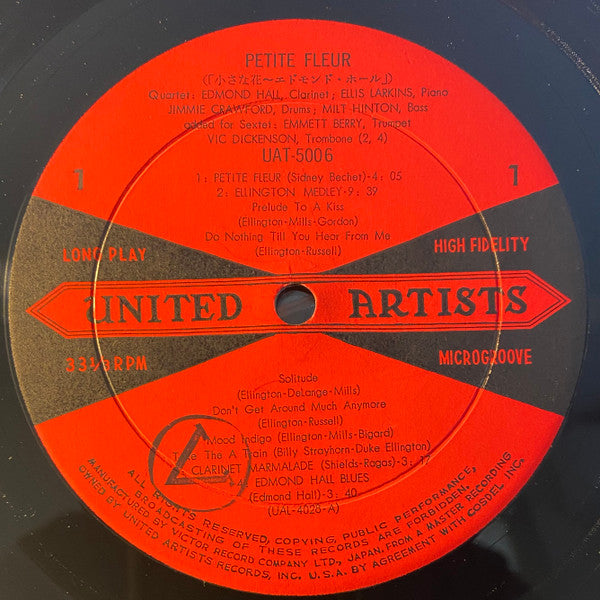 PETITE FLEUR
(「小さな花〜エドモンド・ホール」)
Quartet: EDMOND HALL, Clarinet; ELLIS LARKINS, Piano
JIMMIE CRAWFORD, Drums; MILT HINTON, Bass
added for Sextet: EMMETT BERRY, Trumpet
VIC DICKENSON, Trombone (2, 4)
UAT-5006
1 1
1: PETITE FLEUR (Sidney Bechet)-4: 05
2: ELLINGTON MEDLEY-9: 39
Prelude To A Kiss
(Ellington-Mills-Gordon)
Do Nothing Till You Hear From Me
(Ellington-Russell)
LONG PLAY HIGH FIDELITY
UNITED ARTISTS
33⅓ RPM MICROGROOVE
Solitude
(Ellington-DeLange-Mills)
Don't Get Around Much Anymore
(Ellington-Russell)
Mood Indigo (Ellington-Mills-Bigard)
Take The A Train (Billy Strayhorn-Duke Ellington)
CLARINET MARMALADE (Shields-Ragas)-3: 17
EDMOND HALL BLUES
(Edmond Hall)-3: 40
(UAL-4028-A)
ALL RIGHTS RESERVED, COPYING, PUBLIC PERFORMANCE,
BROADCASTING OF THESE RECORDS ARE FORBIDDEN.
MANUFACTURED BY VICTOR RECORD COMPANY LTD., JAPAN, FROM A MASTER RECORDING
OWNED BY UNITED ARTISTS RECORDS, INC. U.S.A. BY AGREEMENT WITH COSDEL INC.